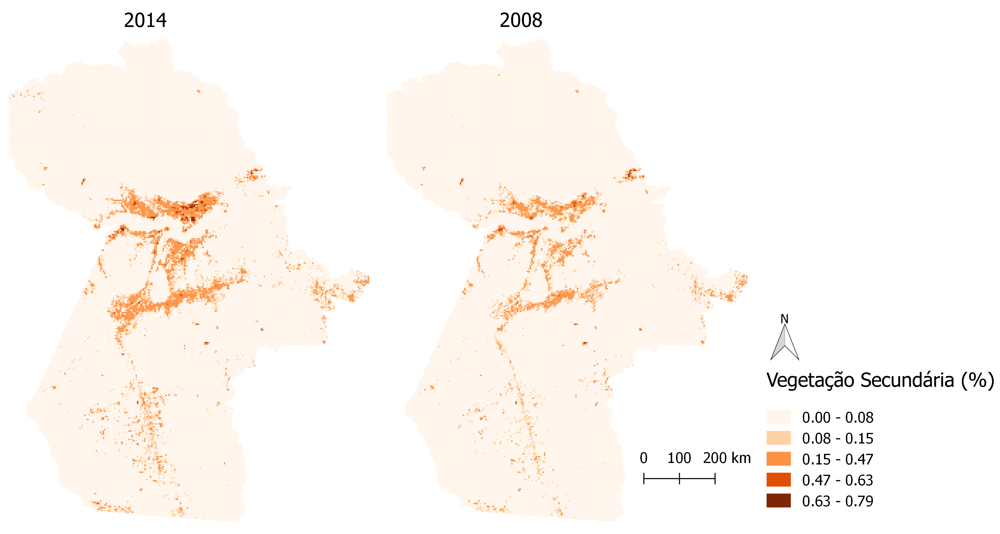 2014
2008
N
Vegetação Secundária (%)
0.00 - 0.08
0.08 - 0.15
0.15 - 0.47
0.47 - 0.63
0.63 - 0.79
0 100 200 km